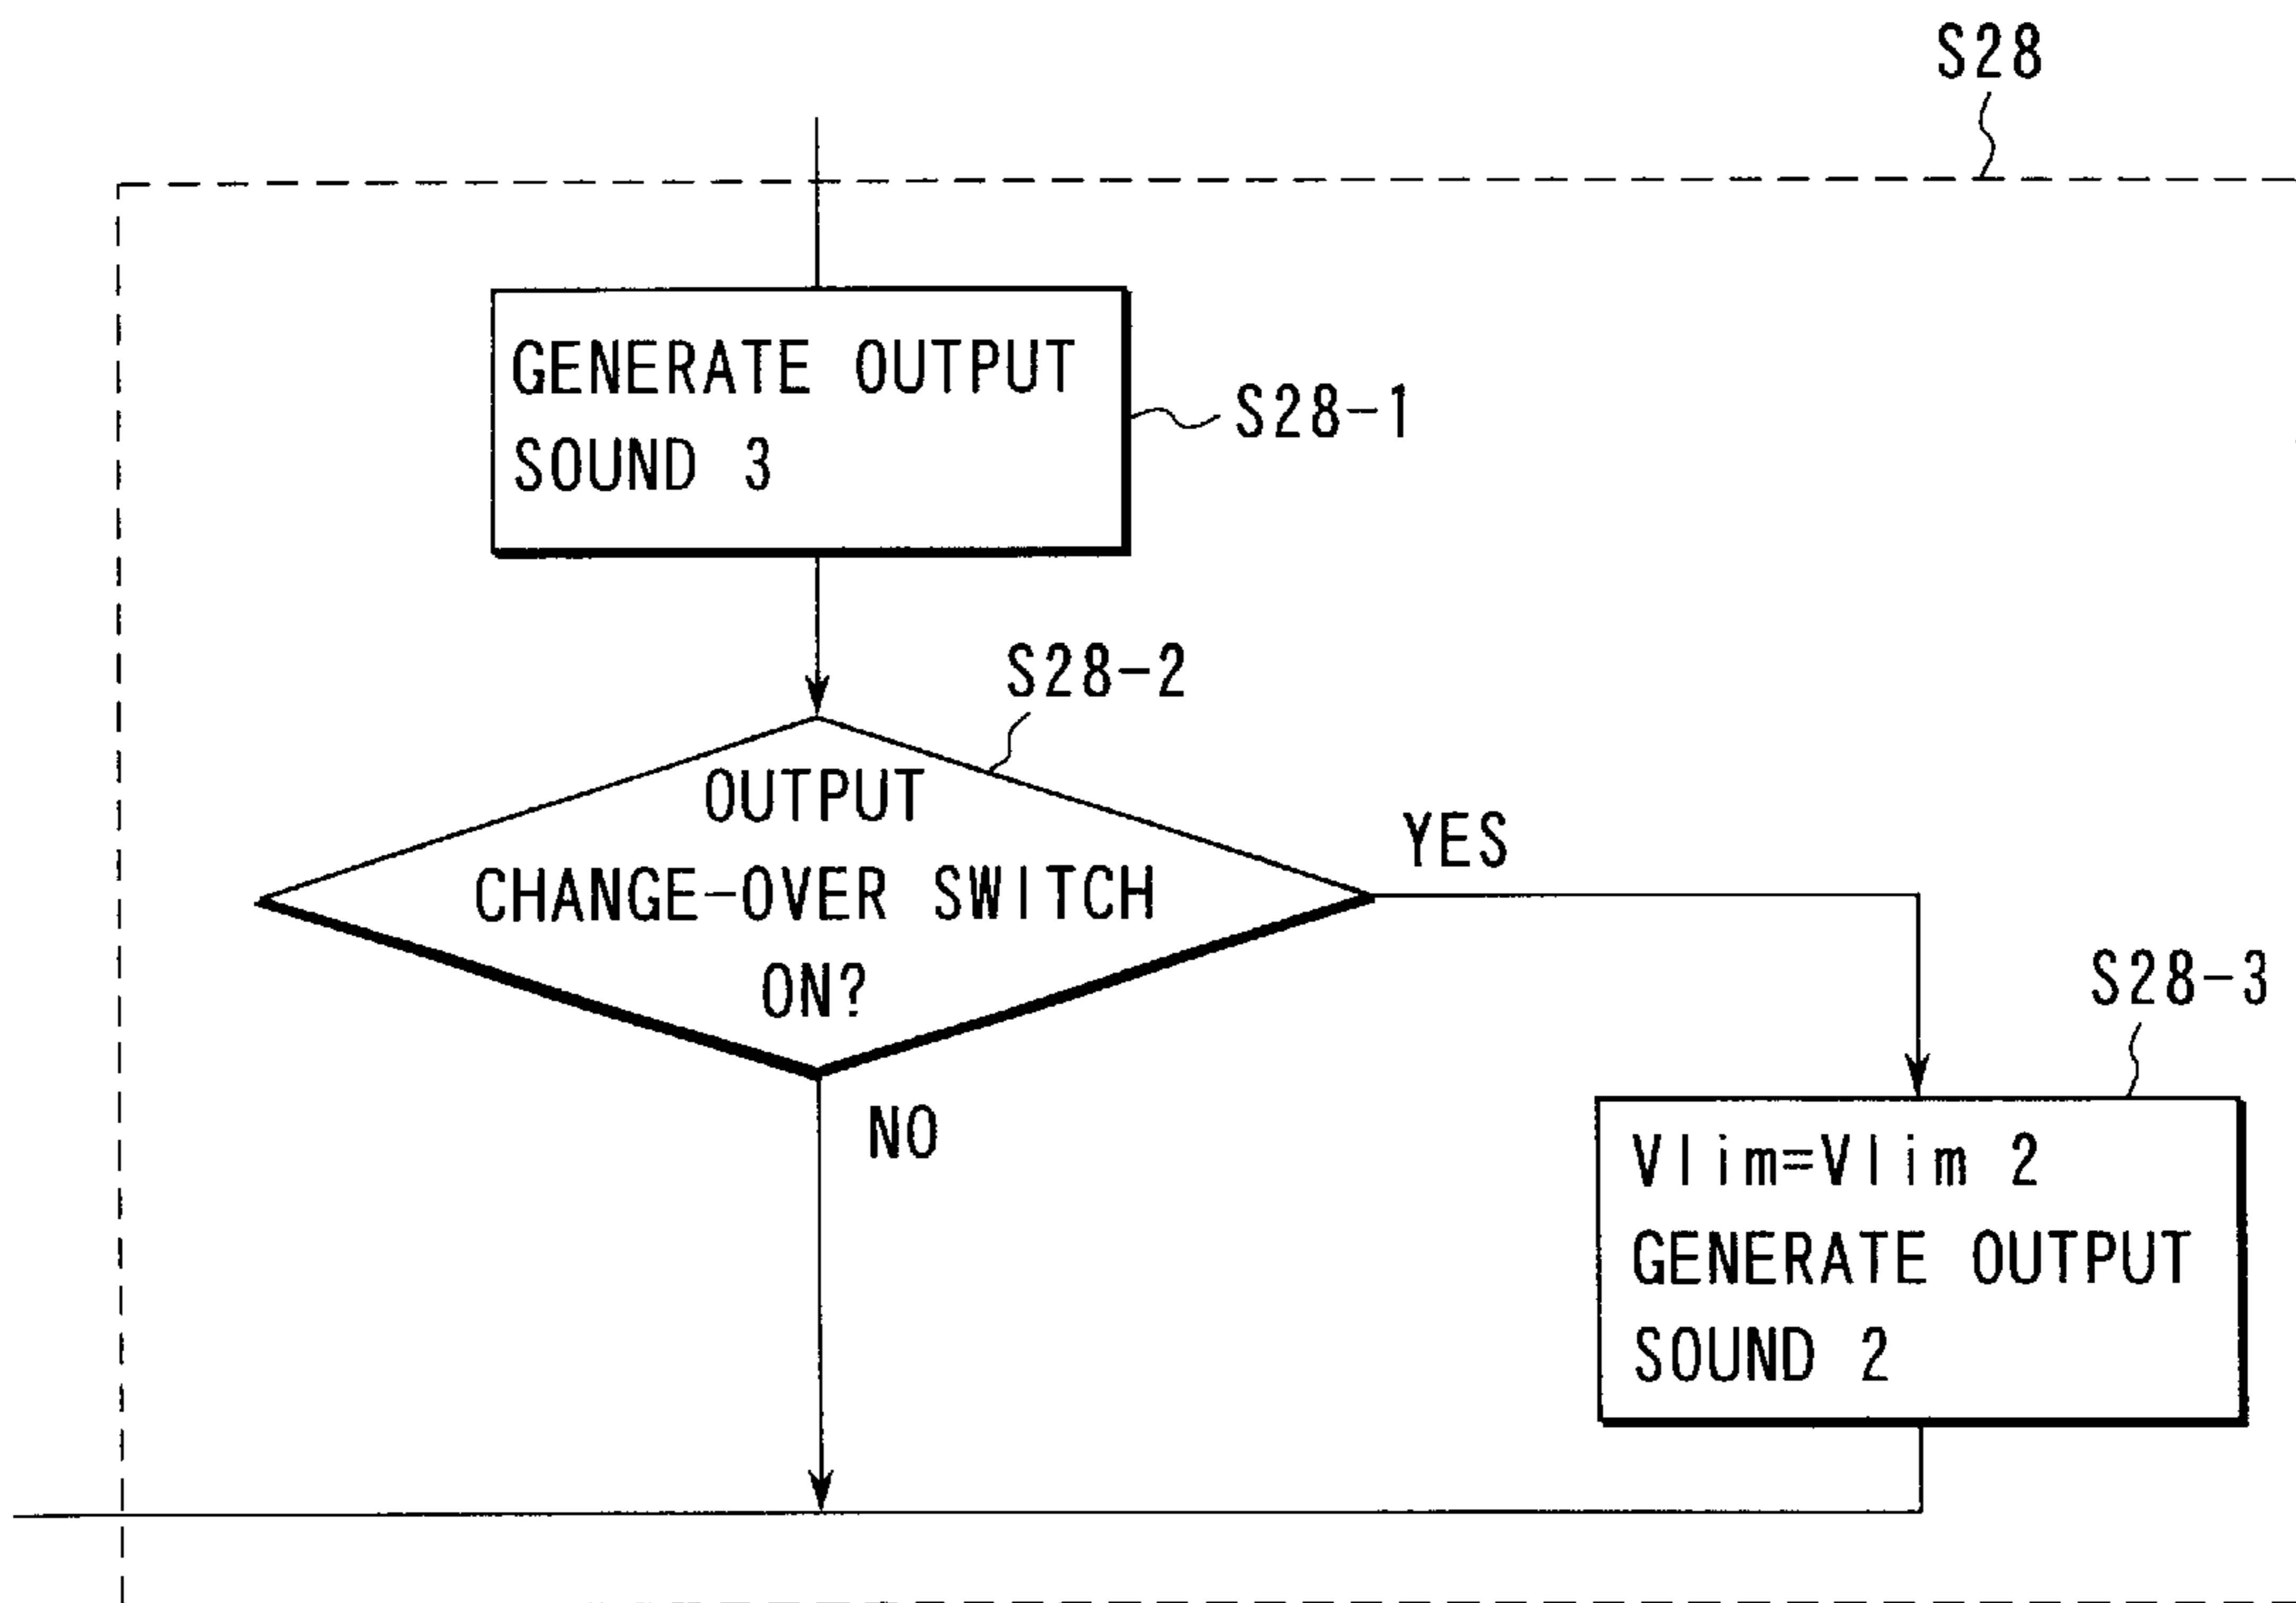 S28
GENERATE OUTPUT
SOUND 3
S28-1
S28-2
OUTPUT
CHANGE-OVER SWITCH
ON?
YES
NO
S28-3
Vlim=Vlim 2
GENERATE OUTPUT
SOUND 2